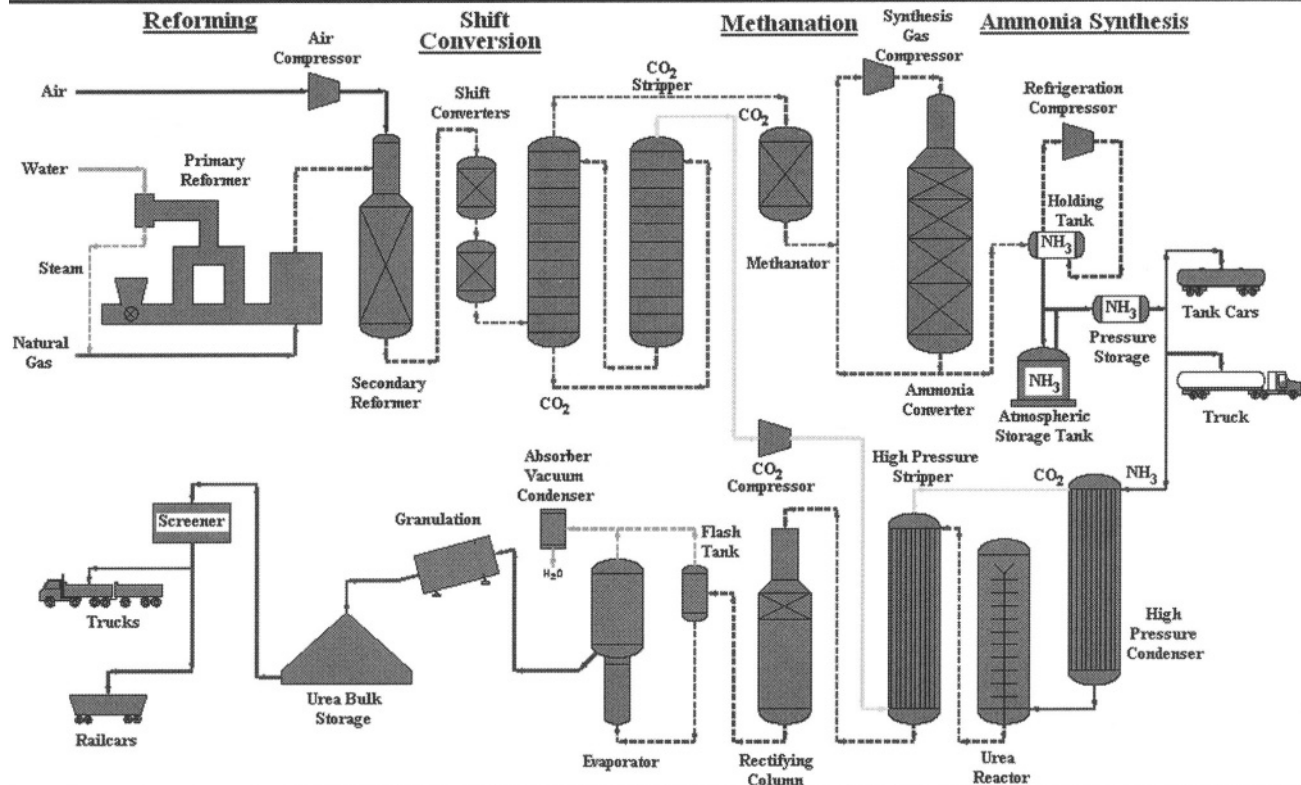 Reforming
Shift
Conversion
Methanation
Ammonia Synthesis
Air
Compressor
Synthesis
Gas
Compressor
CO2
Stripper
Air
Shift
Converters
CO2
Refrigeration
Compressor
Water
Primary
Reformer
Holding
Tank
NH3
Steam
Methanator
Tank Cars
NH3
Pressure
Storage
Natural
Gas
Secondary
Reformer
CO2
Ammonia
Converter
NH3
Atmospheric
Storage Tank
Truck
CO2
Compressor
High Pressure
Stripper
CO2
NH3
Absorber
Vacuum
Condenser
Screener
Granulation
Flash
Tank
H2O
Trucks
High
Pressure
Condenser
Urea Bulk
Storage
Railcars
Evaporator
Rectifying
Column
Urea
Reactor